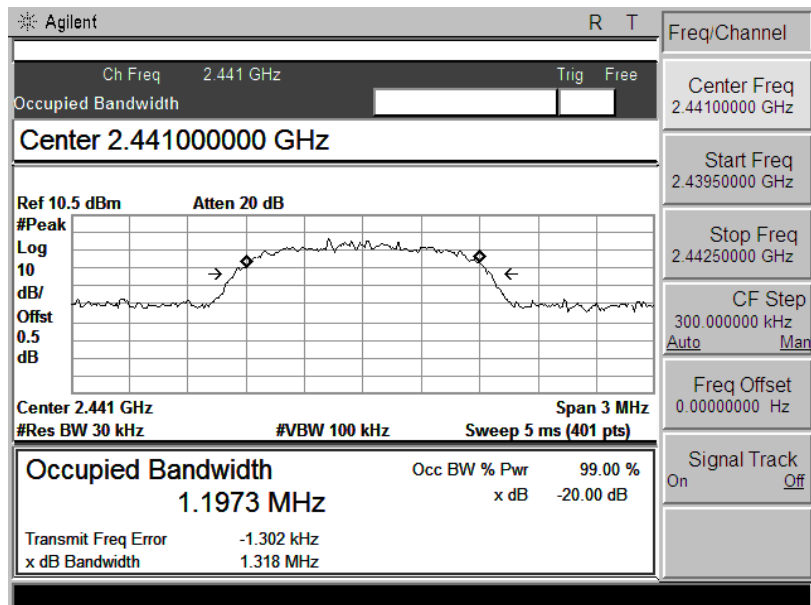 Agilent R T
Freq/Channel
Ch Freq 2.441 GHz Trig Free
Occupied Bandwidth
Center 2.441000000 GHz
Ref 10.5 dBm Atten 20 dB
#Peak
Log
10
dB/
Offst
0.5
dB
Center 2.441 GHz Span 3 MHz
#Res BW 30 kHz #VBW 100 kHz Sweep 5 ms (401 pts)
Occupied Bandwidth Occ BW % Pwr 99.00 %
1.1973 MHz x dB -20.00 dB
Transmit Freq Error -1.302 kHz
x dB Bandwidth 1.318 MHz
Center Freq
2.44100000 GHz
Start Freq
2.43950000 GHz
Stop Freq
2.44250000 GHz
CF Step
300.000000 kHz
Auto Man
Freq Offset
0.00000000 Hz
Signal Track
On Off